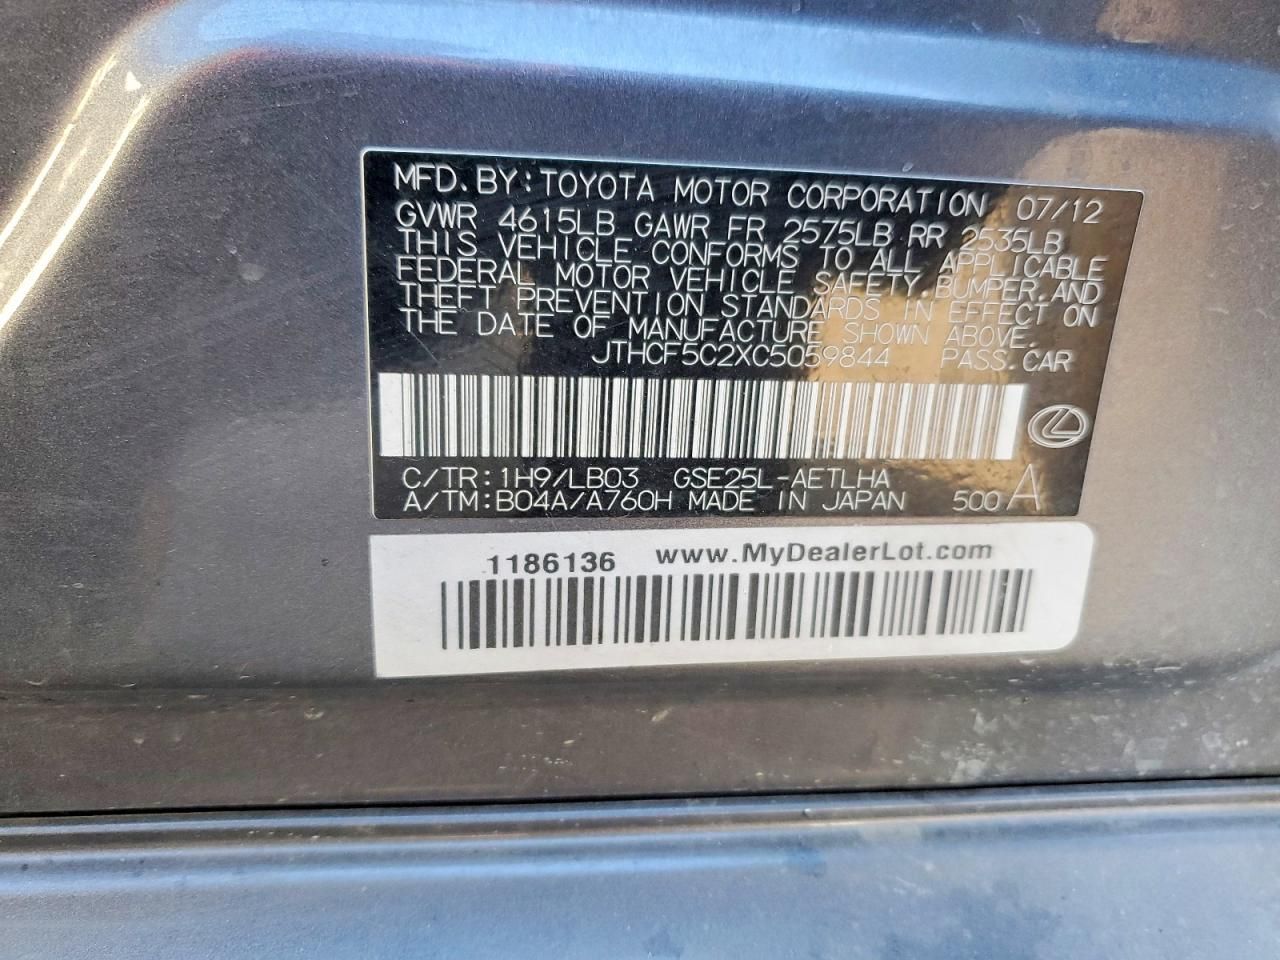 MFD. BY: TOYOTA MOTOR CORPORATION 07/12
GVWR 4615LB GAWR FR 2575LB RR 2535LB
THIS VEHICLE CONFORMS TO ALL APPLICABLE
FEDERAL MOTOR VEHICLE SAFETY, BUMPER, AND
THEFT PREVENTION STANDARDS IN EFFECT ON
THE DATE OF MANUFACTURE SHOWN ABOVE.
JTHCF5C2XC5059844 PASS. CAR
C/TR: 1H9/LB03 GSE25L-AETLHA
A/TM: B04A/A760H MADE IN JAPAN 500 A
1186136 www.MyDealerLot.com